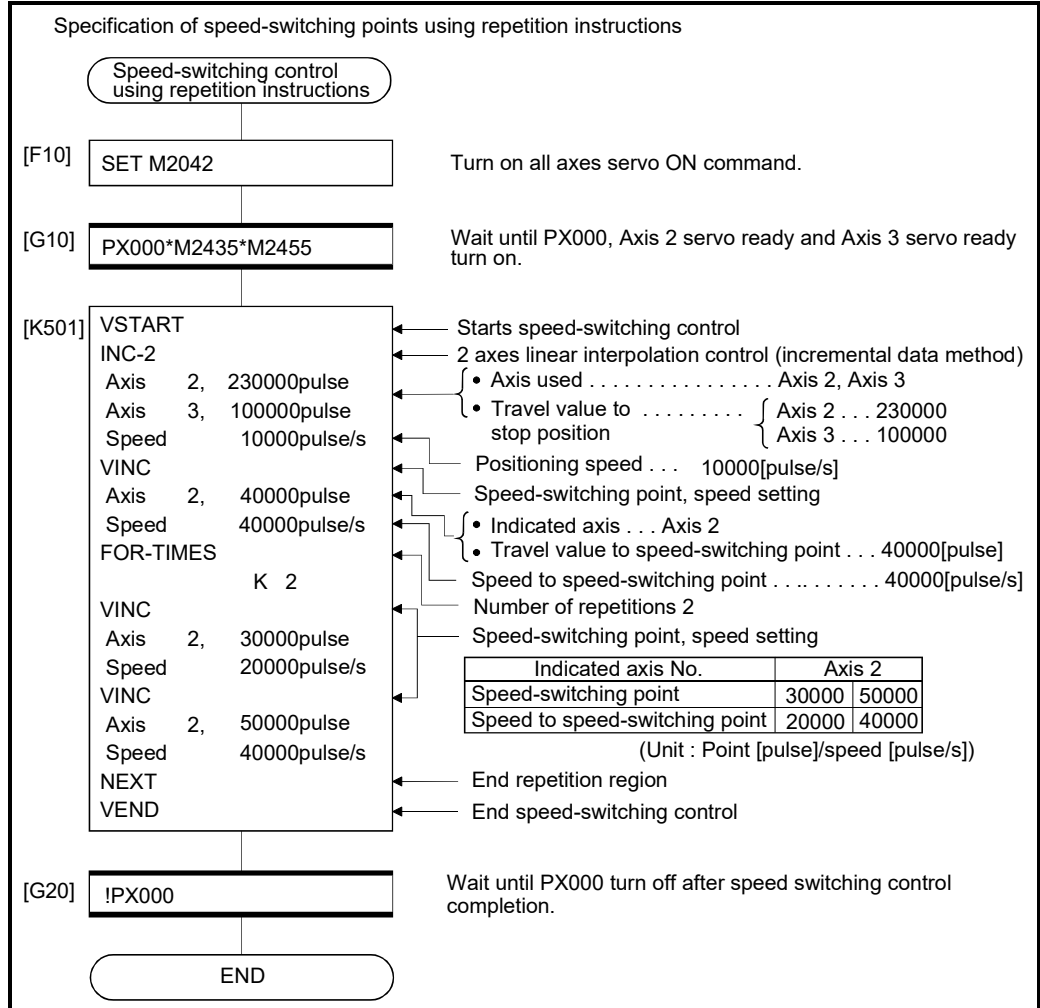 Specification of speed-switching points using repetition instructions
Speed-switching control
using repetition instructions
[F10]
SET M2042
Turn on all axes servo ON command.
[G10]
PX000*M2435*M2455
Wait until PX000, Axis 2 servo ready and Axis 3 servo ready
turn on.
[K501]
VSTART
Starts speed-switching control
INC-2
2 axes linear interpolation control (incremental data method)
Axis 2, 230000pulse
• Axis used . . . . . . . . . . . . . . . . Axis 2, Axis 3
Axis 3, 100000pulse
• Travel value to . . . . . . . . . Axis 2 . . . 230000
stop position Axis 3 . . . 100000
Speed 10000pulse/s
Positioning speed . . . 10000[pulse/s]
VINC
Speed-switching point, speed setting
Axis 2, 40000pulse
• Indicated axis . . . Axis 2
• Travel value to speed-switching point . . . 40000[pulse]
Speed 40000pulse/s
Speed to speed-switching point . . .. . . . . . . 40000[pulse/s]
FOR-TIMES
K 2
Number of repetitions 2
VINC
Speed-switching point, speed setting
Axis 2, 30000pulse
Speed 20000pulse/s
VINC
Axis 2, 50000pulse
Speed 40000pulse/s
Indicated axis No. Axis 2
Speed-switching point 30000 50000
Speed to speed-switching point 20000 40000
(Unit : Point [pulse]/speed [pulse/s])
NEXT
End repetition region
VEND
End speed-switching control
[G20]
!PX000
Wait until PX000 turn off after speed switching control
completion.
END